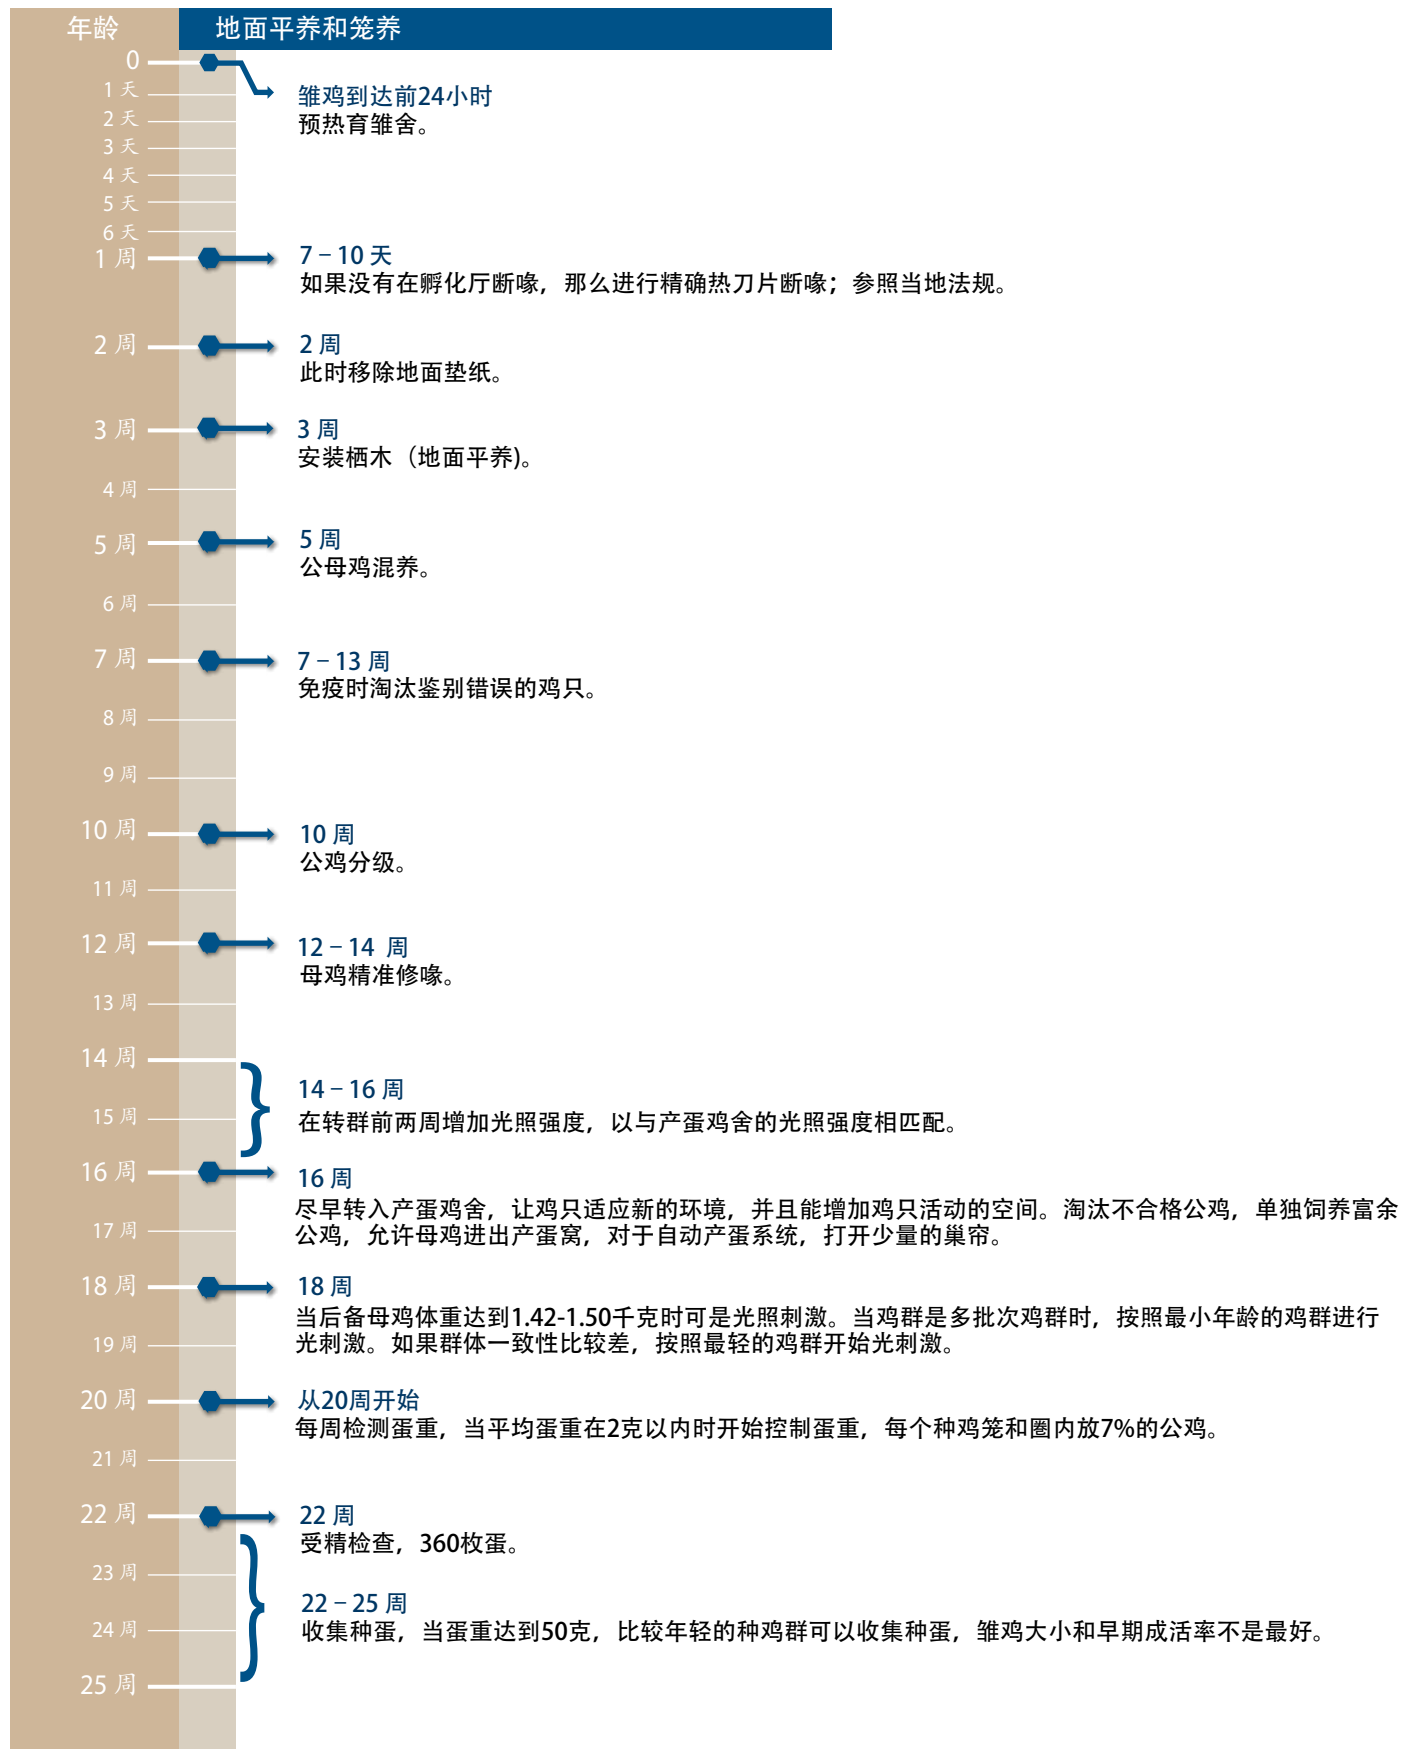 年龄
地面平养和笼养
0
1 天
2 天
3 天
4 天
5 天
6 天
1 周
2 周
3 周
4 周
5 周
6 周
7 周
8 周
9 周
10 周
11 周
12 周
13 周
14 周
15 周
16 周
17 周
18 周
19 周
20 周
21 周
22 周
23 周
24 周
25 周
雏鸡到达前24小时
预热育雏舍。
7 – 10 天
如果没有在孵化厅断喙，那么进行精确热刀片断喙；参照当地法规。
2 周
此时移除地面垫纸。
3 周
安装栖木（地面平养)。
5 周
公母鸡混养。
7 – 13 周
免疫时淘汰鉴别错误的鸡只。
10 周
公鸡分级。
12 – 14 周
母鸡精准修喙。
14 – 16 周
在转群前两周增加光照强度，以与产蛋鸡舍的光照强度相匹配。
16 周
尽早转入产蛋鸡舍，让鸡只适应新的环境，并且能增加鸡只活动的空间。淘汰不合格公鸡，单独饲养富余
公鸡，允许母鸡进出产蛋窝，对于自动产蛋系统，打开少量的巢帘。
18 周
当后备母鸡体重达到1.42-1.50千克时可是光照刺激。当鸡群是多批次鸡群时，按照最小年龄的鸡群进行
光刺激。如果群体一致性比较差，按照最轻的鸡群开始光刺激。
从20周开始
每周检测蛋重，当平均蛋重在2克以内时开始控制蛋重，每个种鸡笼和圈内放7%的公鸡。
22 周
受精检查，360枚蛋。
22 – 25 周
收集种蛋，当蛋重达到50克，比较年轻的种鸡群可以收集种蛋，雏鸡大小和早期成活率不是最好。